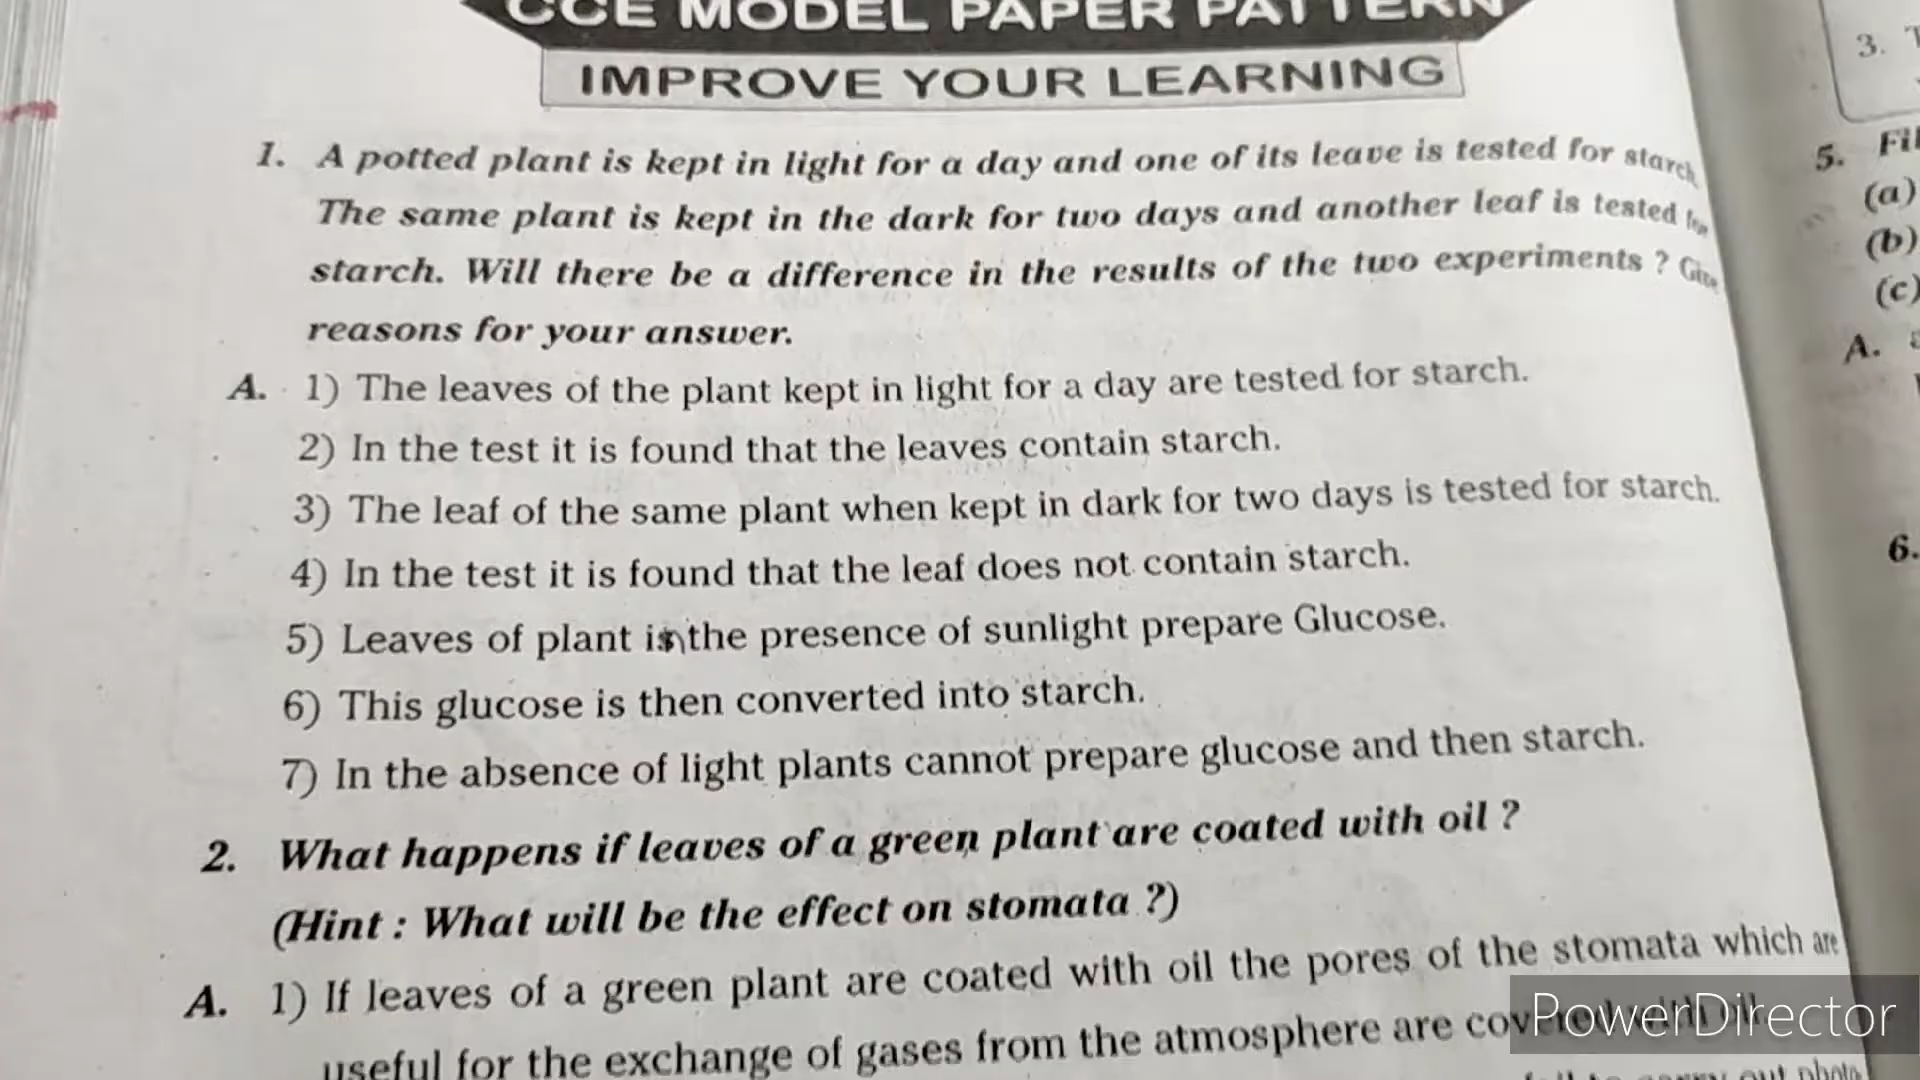 CCE MODEL PAPER PATTERN
IMPROVE YOUR LEARNING
1. A potted plant is kept in light for a day and one of its leave is tested for starch
The same plant is kept in the dark for two days and another leaf is tested for
starch. Will there be a difference in the results of the two experiments ? Give
reasons for your answer.
A. 1) The leaves of the plant kept in light for a day are tested for starch.
2) In the test it is found that the leaves contain starch.
3) The leaf of the same plant when kept in dark for two days is tested for starch.
4) In the test it is found that the leaf does not contain starch.
5) Leaves of plant in the presence of sunlight prepare Glucose.
6) This glucose is then converted into starch.
7) In the absence of light plants cannot prepare glucose and then starch.
2. What happens if leaves of a green plant are coated with oil ?
(Hint : What will be the effect on stomata ?)
A. 1) If leaves of a green plant are coated with oil the pores of the stomata which are
useful for the exchange of gases from the atmosphere are covered with oil.
PowerDirector
3.
5. Fil
(a)
(b)
(c)
A.
6.